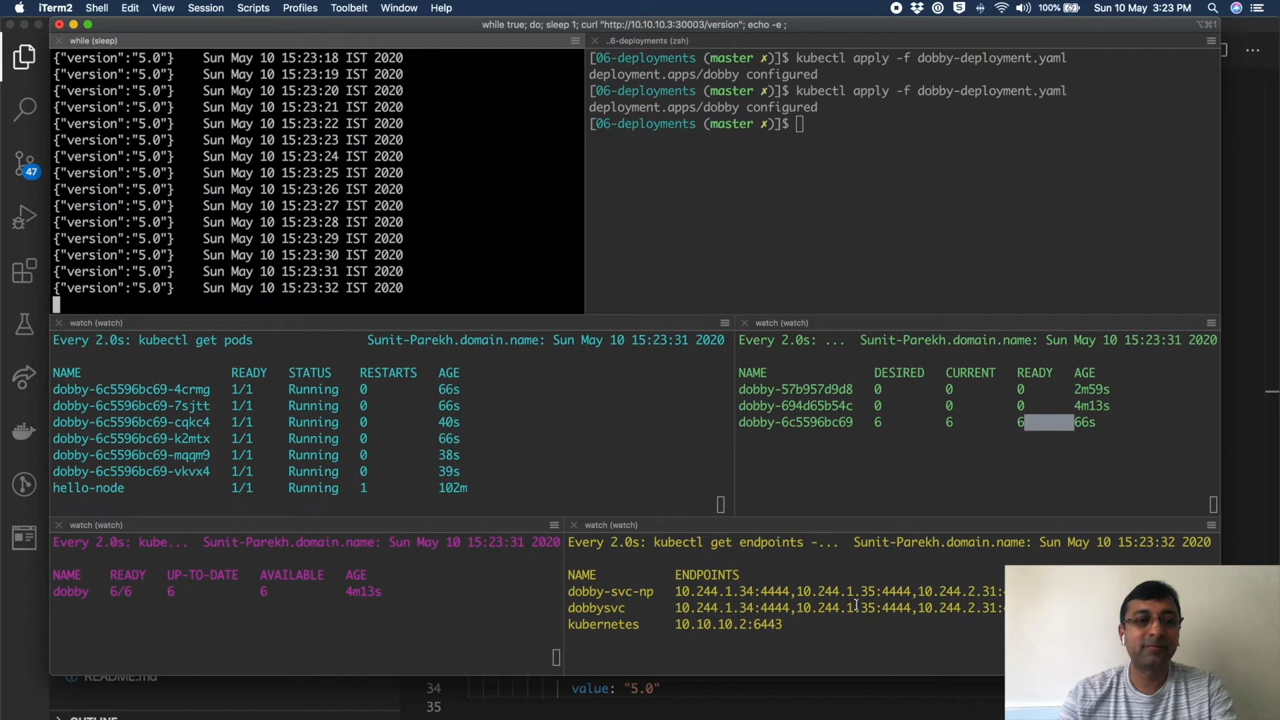 iTerm2 Shell Edit View Session Scripts Profiles Toolbelt Window Help 100% Sun 10 May 3:23 PM
while true; do; sleep 1; curl "http://10.10.10.3:30003/version"; echo -e ; ⌥⌘1
while (sleep)
{"version":"5.0"} Sun May 10 15:23:18 IST 2020
{"version":"5.0"} Sun May 10 15:23:19 IST 2020
{"version":"5.0"} Sun May 10 15:23:20 IST 2020
{"version":"5.0"} Sun May 10 15:23:21 IST 2020
{"version":"5.0"} Sun May 10 15:23:22 IST 2020
{"version":"5.0"} Sun May 10 15:23:23 IST 2020
{"version":"5.0"} Sun May 10 15:23:24 IST 2020
{"version":"5.0"} Sun May 10 15:23:25 IST 2020
{"version":"5.0"} Sun May 10 15:23:26 IST 2020
{"version":"5.0"} Sun May 10 15:23:27 IST 2020
{"version":"5.0"} Sun May 10 15:23:28 IST 2020
{"version":"5.0"} Sun May 10 15:23:29 IST 2020
{"version":"5.0"} Sun May 10 15:23:30 IST 2020
{"version":"5.0"} Sun May 10 15:23:31 IST 2020
{"version":"5.0"} Sun May 10 15:23:32 IST 2020
..6-deployments (zsh)
[06-deployments (master ✗)]$ kubectl apply -f dobby-deployment.yaml
deployment.apps/dobby configured
[06-deployments (master ✗)]$ kubectl apply -f dobby-deployment.yaml
deployment.apps/dobby configured
[06-deployments (master ✗)]$
47
watch (watch)
Every 2.0s: kubectl get pods Sunit-Parekh.domain.name: Sun May 10 15:23:31 2020
NAME READY STATUS RESTARTS AGE
dobby-6c5596bc69-4crmg 1/1 Running 0 66s
dobby-6c5596bc69-7sjtt 1/1 Running 0 66s
dobby-6c5596bc69-cqkc4 1/1 Running 0 40s
dobby-6c5596bc69-k2mtx 1/1 Running 0 66s
dobby-6c5596bc69-mqqm9 1/1 Running 0 38s
dobby-6c5596bc69-vkvx4 1/1 Running 0 39s
hello-node 1/1 Running 1 102m
watch (watch)
Every 2.0s: ... Sunit-Parekh.domain.name: Sun May 10 15:23:31 2020
NAME DESIRED CURRENT READY AGE
dobby-57b957d9d8 0 0 0 2m59s
dobby-694d65b54c 0 0 0 4m13s
dobby-6c5596bc69 6 6 6 66s
watch (watch)
Every 2.0s: kube... Sunit-Parekh.domain.name: Sun May 10 15:23:31 2020
NAME READY UP-TO-DATE AVAILABLE AGE
dobby 6/6 6 6 4m13s
watch (watch)
Every 2.0s: kubectl get endpoints -... Sunit-Parekh.domain.name: Sun May 10 15:23:32 2020
NAME ENDPOINTS
dobby-svc-np 10.244.1.34:4444,10.244.1.35:4444,10.244.2.31:
dobbysvc 10.244.1.34:4444,10.244.1.35:4444,10.244.2.31:
kubernetes 10.10.10.2:6443
README.md
34 value: "5.0"
35
OUTLINE